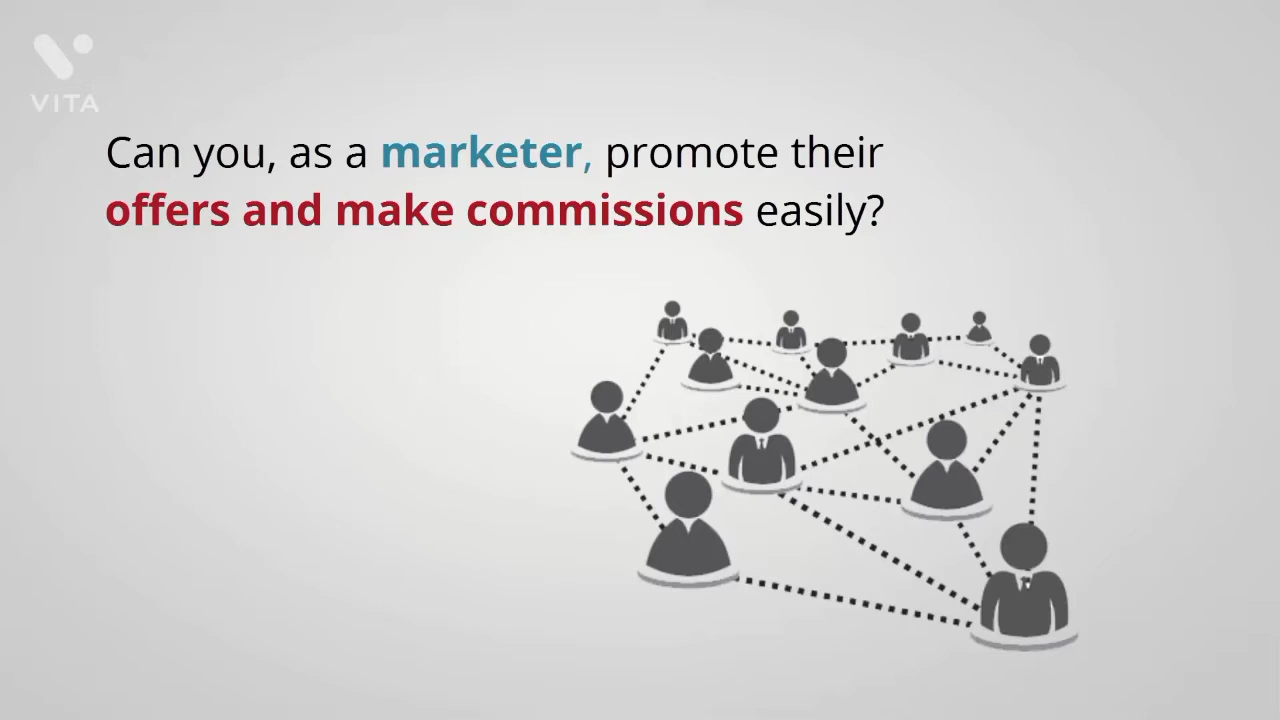 VITA
Can you, as a marketer, promote their
offers and make commissions easily?